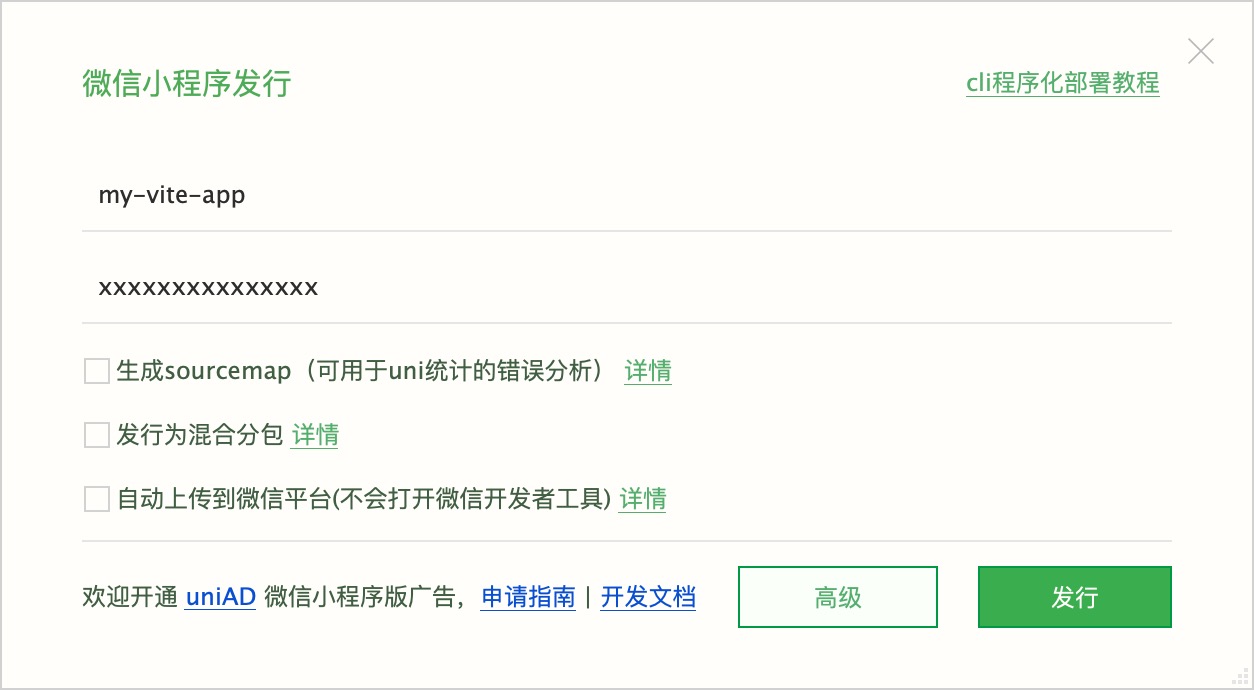 微信小程序发行
cli程序化部署教程
my-vite-app
xxxxxxxxxxxxxxx
生成sourcemap（可用于uni统计的错误分析） 详情
发行为混合分包 详情
自动上传到微信平台(不会打开微信开发者工具) 详情
欢迎开通 uniAD 微信小程序版广告，申请指南 | 开发文档
高级
发行